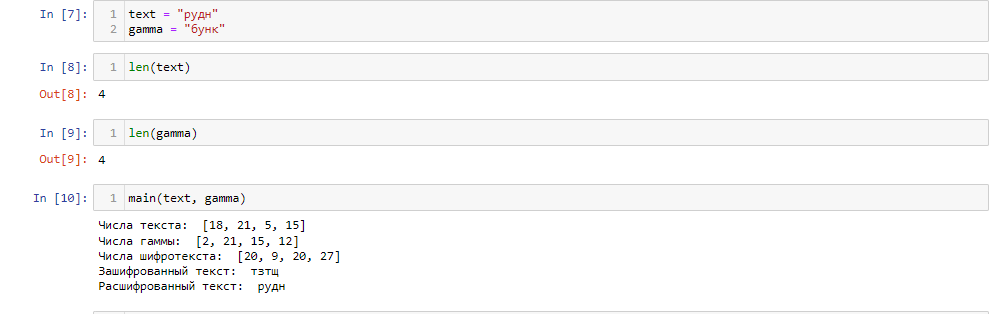 In [7]: 1 text = "рудн"
2 gamma = "бунк"
In [8]: 1 len(text)
Out[8]: 4
In [9]: 1 len(gamma)
Out[9]: 4
In [10]: 1 main(text, gamma)
Числа текста:  [18, 21, 5, 15]
Числа гаммы:  [2, 21, 15, 12]
Числа шифротекста:  [20, 9, 20, 27]
Зашифрованный текст:  тзтщ
Расшифрованный текст:  рудн